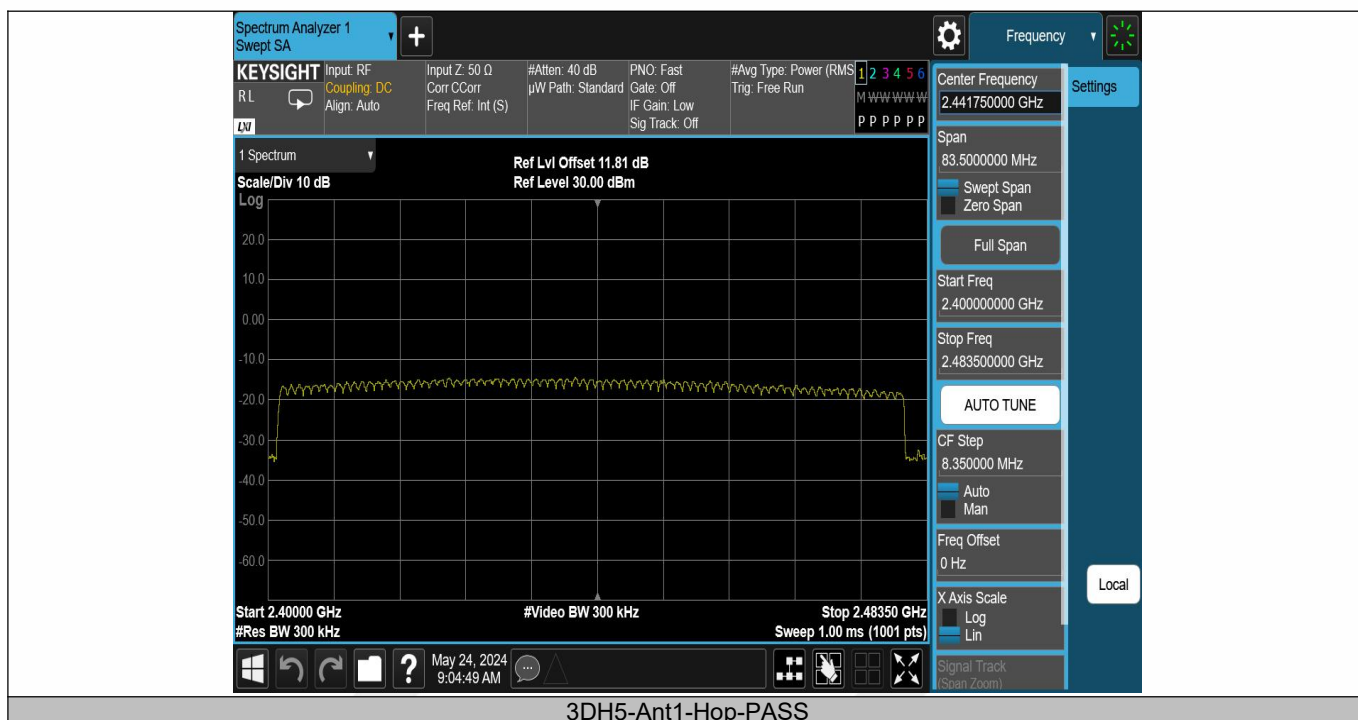 Spectrum Analyzer 1
Swept SA
Frequency
KEYSIGHT
RL
LXI
Input: RF
Coupling: DC
Align: Auto
Input Z: 50 Ω
Corr CCorr
Freq Ref: Int (S)
#Atten: 40 dB
µW Path: Standard
PNO: Fast
Gate: Off
IF Gain: Low
Sig Track: Off
#Avg Type: Power (RMS
Trig: Free Run
1 2 3 4 5 6
M W W W W W
P P P P P P
1 Spectrum
Scale/Div 10 dB
Ref Lvl Offset 11.81 dB
Ref Level 30.00 dBm
Log
20.0
10.0
0.00
-10.0
-20.0
-30.0
-40.0
-50.0
-60.0
Start 2.40000 GHz
#Res BW 300 kHz
#Video BW 300 kHz
Stop 2.48350 GHz
Sweep 1.00 ms (1001 pts)
Center Frequency
2.441750000 GHz
Settings
Span
83.5000000 MHz
Swept Span
Zero Span
Full Span
Start Freq
2.400000000 GHz
Stop Freq
2.483500000 GHz
AUTO TUNE
CF Step
8.350000 MHz
Auto
Man
Freq Offset
0 Hz
X Axis Scale
Log
Lin
Signal Track
(Span Zoom)
Local
?
May 24, 2024
9:04:49 AM
3DH5-Ant1-Hop-PASS